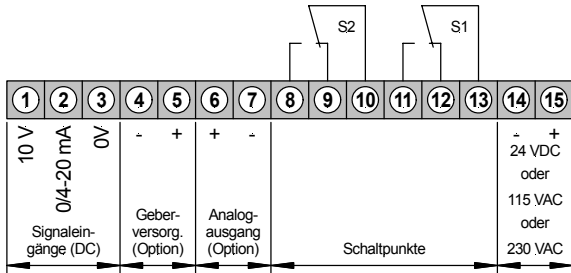 S2 S1
1 2 3 4 5 6 7 8 9 10 11 12 13 14 15
10 V
0/4-20 mA
0V
- +
+ -
- +
Signalein-
gänge (DC)
Geber-
versorg.
(Option)
Analog-
ausgang
(Option)
Schaltpunkte
24 VDC
oder
115 VAC
oder
230 VAC